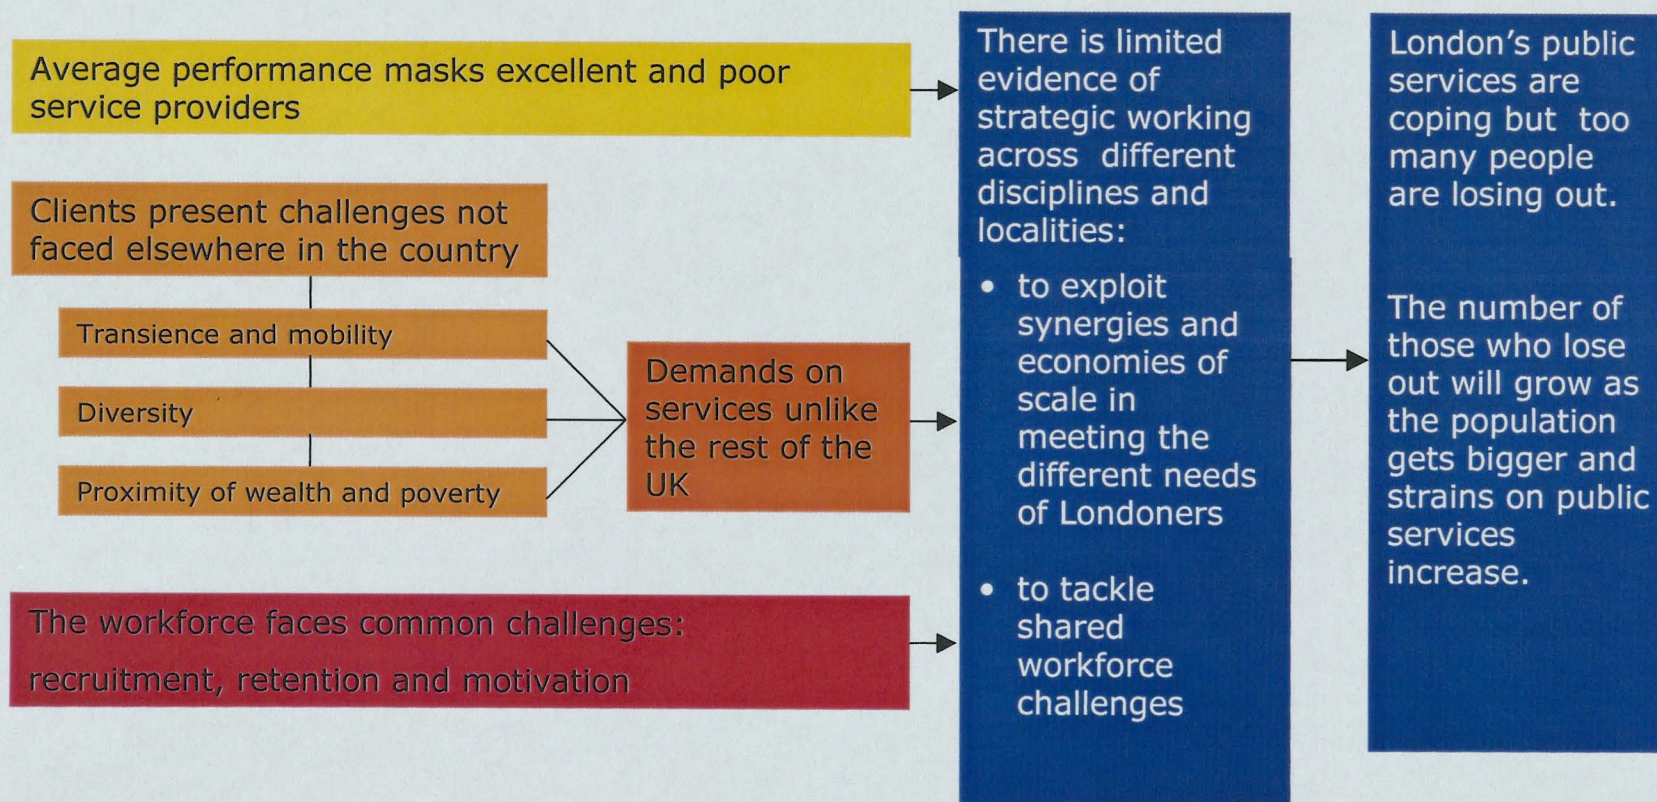 Average performance masks excellent and poor
service providers
Clients present challenges not
faced elsewhere in the country
Transience and mobility
Diversity
Proximity of wealth and poverty
Demands on
services unlike
the rest of the
UK
The workforce faces common challenges:
recruitment, retention and motivation
There is limited
evidence of
strategic working
across different
disciplines and
localities:
• to exploit
synergies and
economies of
scale in
meeting the
different needs
of Londoners
• to tackle
shared
workforce
challenges
London’s public
services are
coping but too
many people
are losing out.
The number of
those who lose
out will grow as
the population
gets bigger and
strains on public
services
increase.